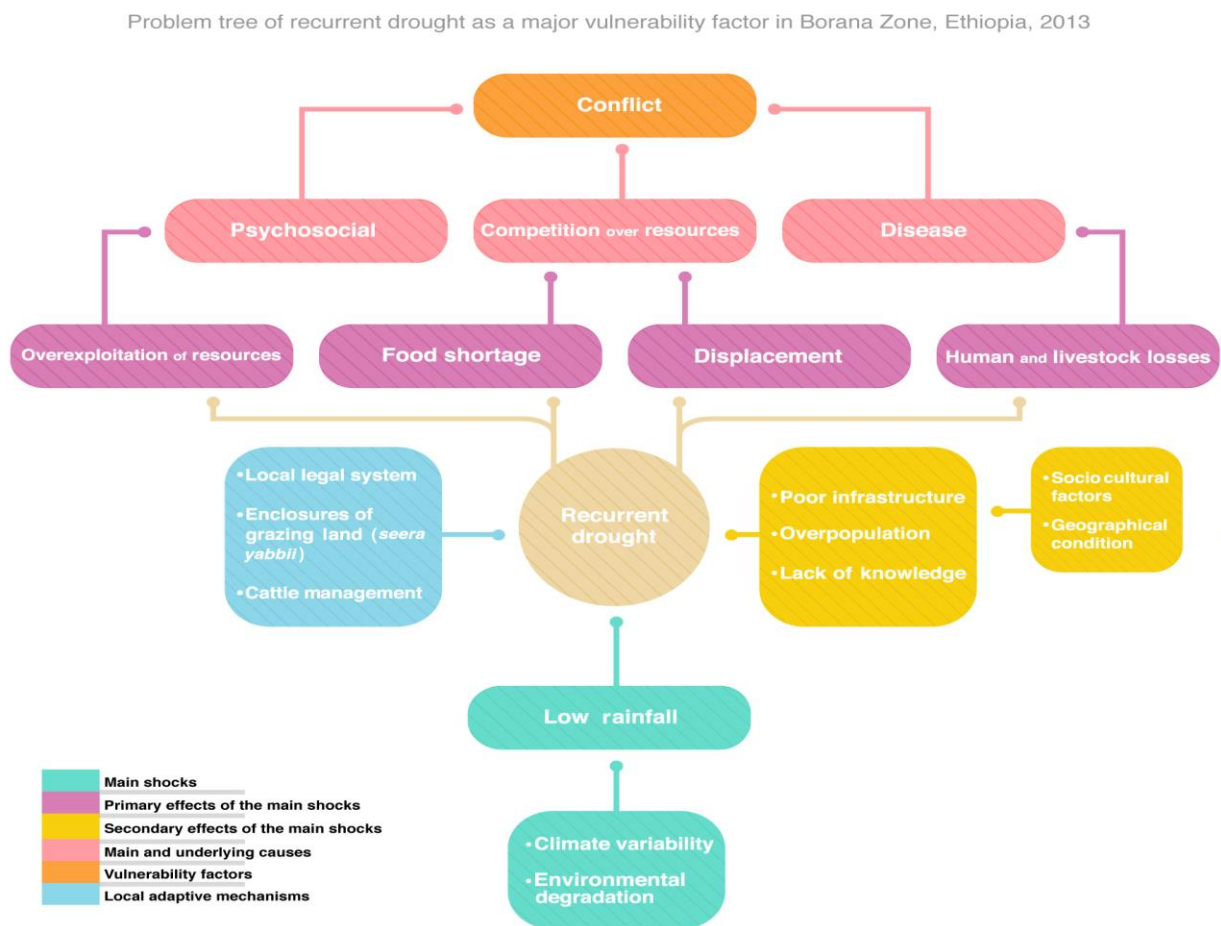 Problem tree of recurrent drought as a major vulnerability factor in Borana Zone, Ethiopia, 2013
Conflict
Psychosocial
Competition over resources
Disease
Overexploitation of resources
Food shortage
Displacement
Human and livestock losses
•Local legal system
•Enclosures of
grazing land (seera
yabbii)
•Cattle management
Recurrent
drought
•Poor infrastructure
•Overpopulation
•Lack of knowledge
•Socio cultural
factors
•Geographical
condition
Low rainfall
•Climate variability
•Environmental
degradation
Main shocks
Primary effects of the main shocks
Secondary effects of the main shocks
Main and underlying causes
Vulnerability factors
Local adaptive mechanisms